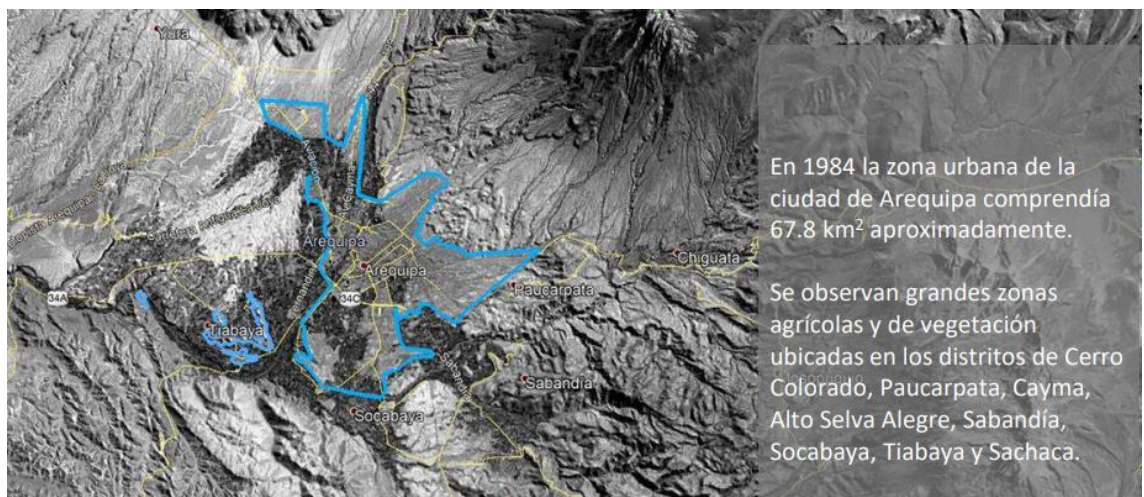 Yura
Chiguata
Arequipa
Arequipa
34A
34C
Paucarpata
Tiabaya
Sabandía
Socabaya
Cayma
En 1984 la zona urbana de la
ciudad de Arequipa comprendía
67.8 km² aproximadamente.
Se observan grandes zonas
agrícolas y de vegetación
ubicadas en los distritos de Cerro
Colorado, Paucarpata, Cayma,
Alto Selva Alegre, Sabandía,
Socabaya, Tiabaya y Sachaca.